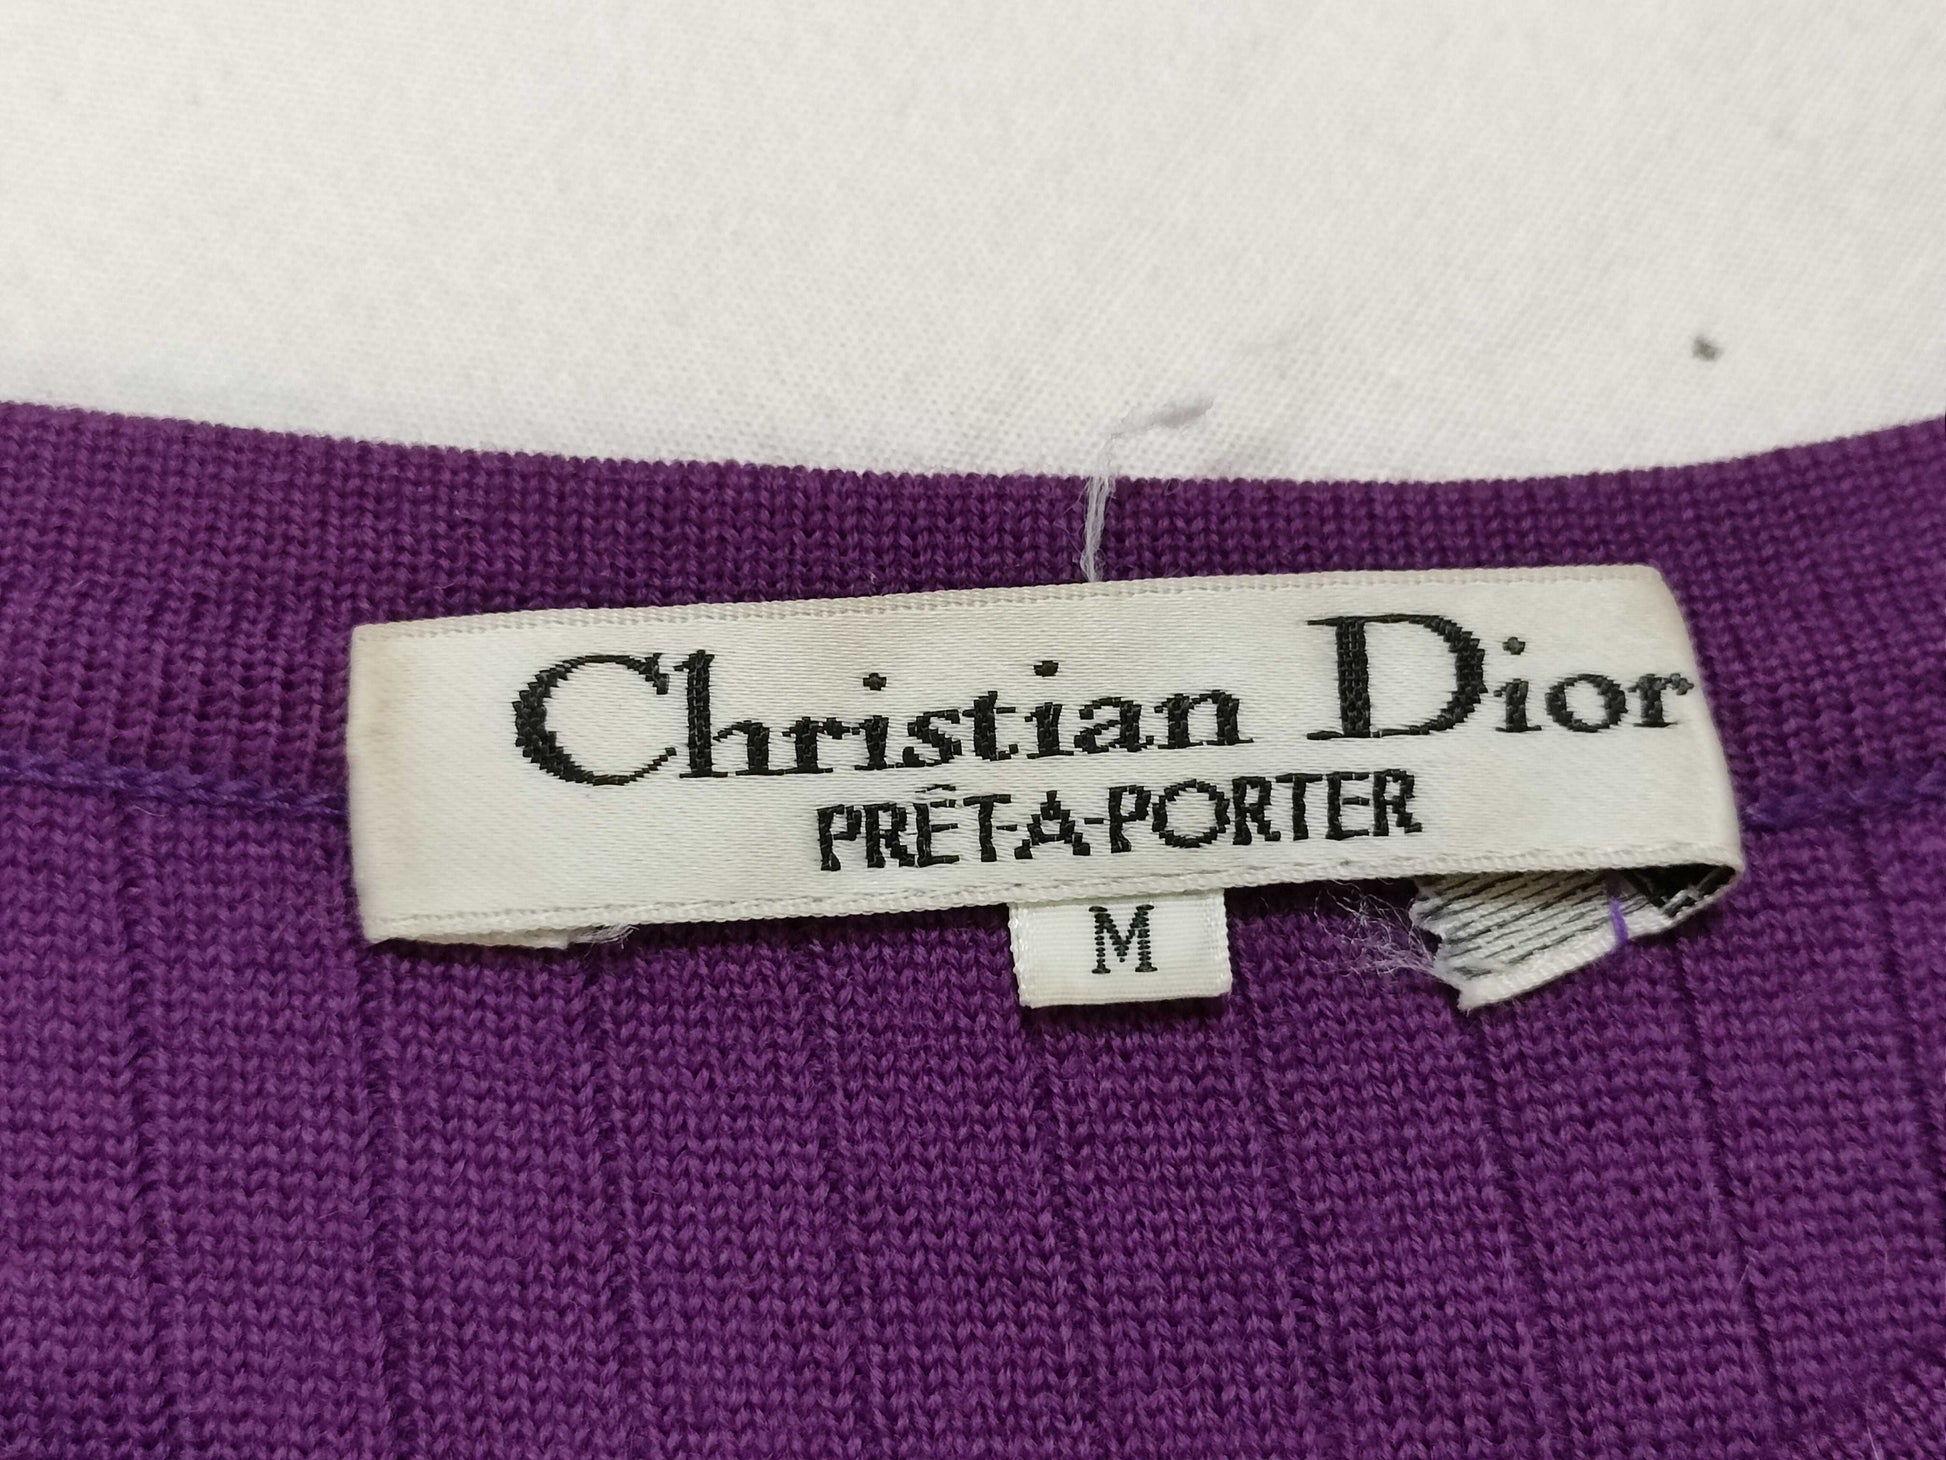 Christian Dior
PRÊT-A-PORTER
M